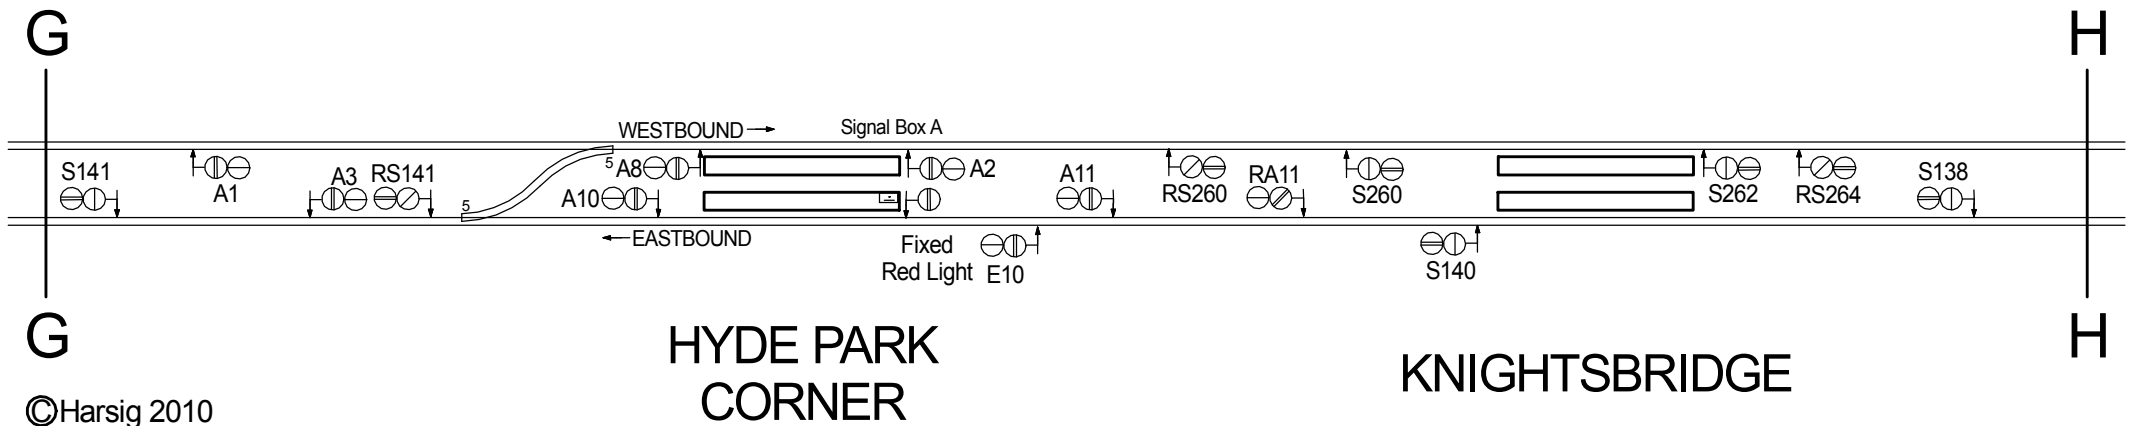 G
H
WESTBOUND
Signal Box A
S141
A1
A3
RS141
5
5
A8
A10
A2
A11
RS260
RA11
S260
S262
RS264
S138
EASTBOUND
Fixed
Red Light
E10
S140
G
H
HYDE PARK
CORNER
KNIGHTSBRIDGE
©Harsig 2010